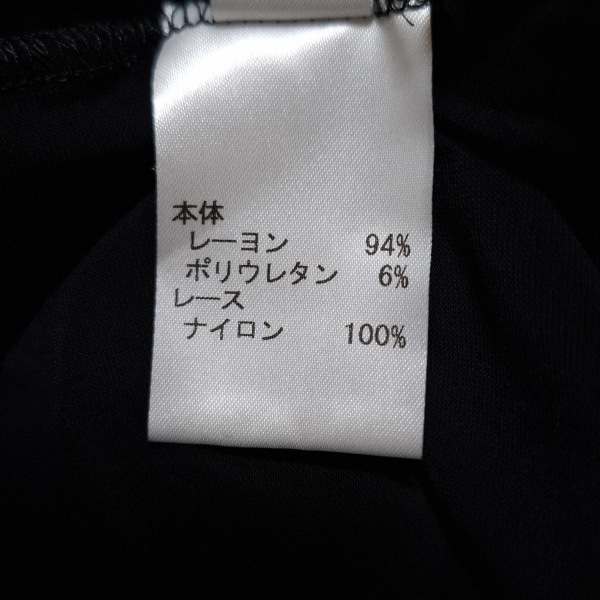 本体
レーヨン 94%
ポリウレタン 6%
レース
ナイロン 100%